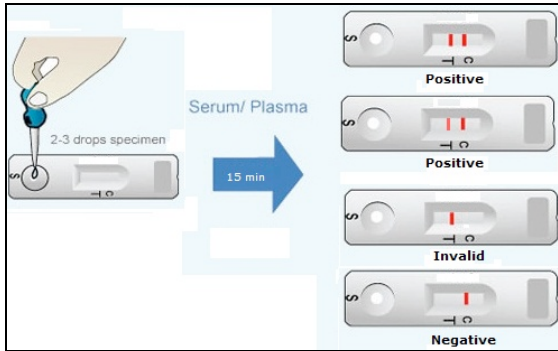 2-3 drops specimen
S
T C
Serum/ Plasma
15 min
S
T C
Positive
S
T C
Positive
S
T C
Invalid
S
T C
Negative